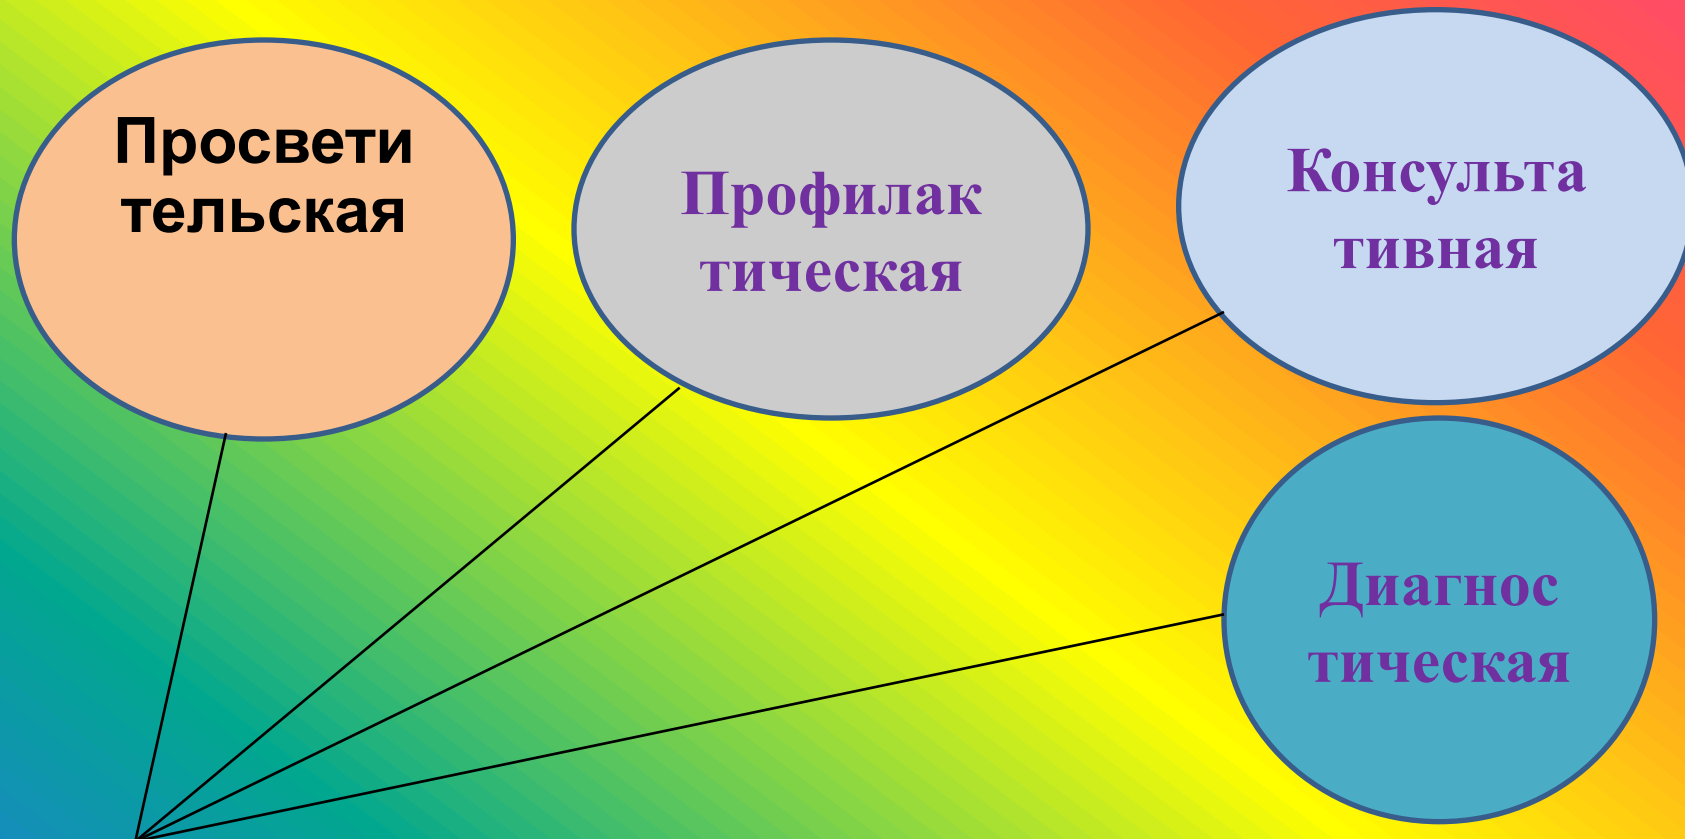 Просвети
тельская
Профилак
тическая
Консульта
тивная
Диагнос
тическая